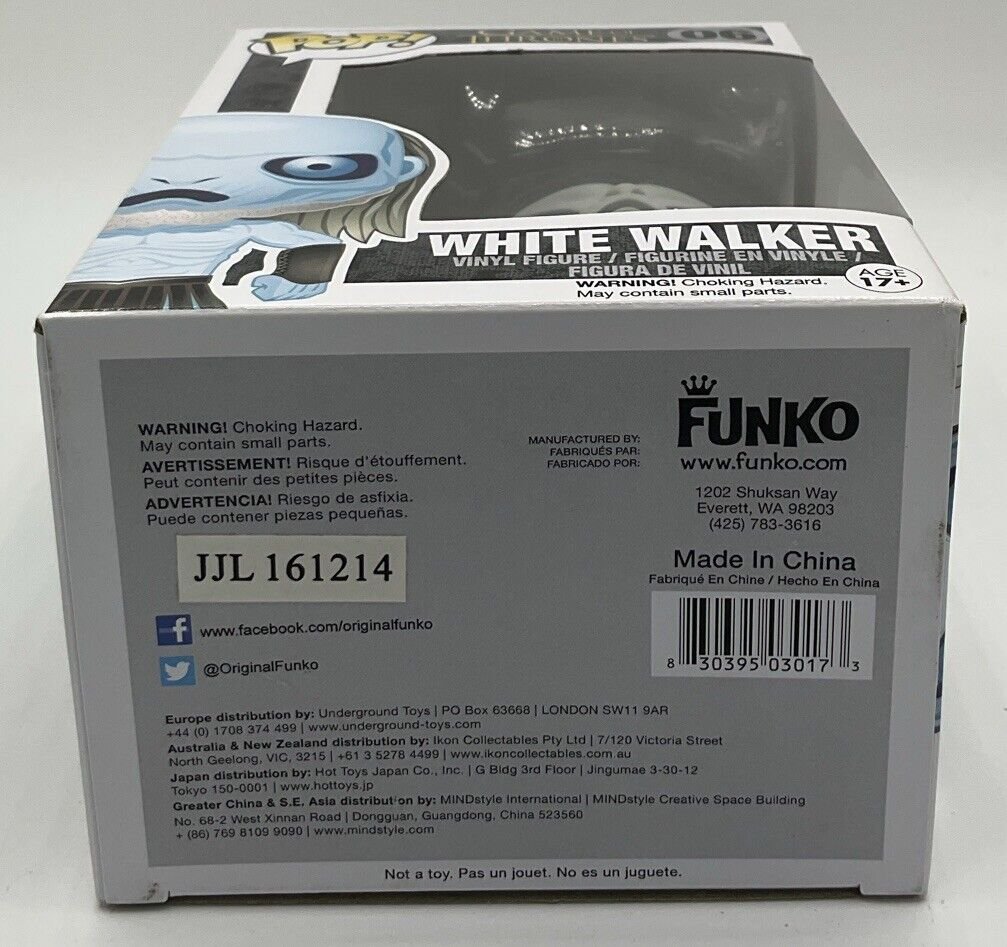 POP!
GAME OF
THRONES
06
WHITE WALKER
VINYL FIGURE / FIGURINE EN VINYLE /
FIGURA DE VINIL
WARNING! Choking Hazard.
May contain small parts.
AGE
17+
WARNING! Choking Hazard.
May contain small parts.
AVERTISSEMENT! Risque d'étouffement.
Peut contenir des petites pièces.
ADVERTENCIA! Riesgo de asfixia.
Puede contener piezas pequeñas.
MANUFACTURED BY:
FABRIQUÉS PAR:
FABRICADO POR:
FUNKO
www.funko.com
1202 Shuksan Way
Everett, WA 98203
(425) 783-3616
Made In China
Fabriqué En Chine / Hecho En China
JJL 161214
f www.facebook.com/originalfunko
@OriginalFunko
8 30395 03017 3
Europe distribution by: Underground Toys | PO Box 63668 | LONDON SW11 9AR
+44 (0) 1708 374 499 | www.underground-toys.com
Australia & New Zealand distribution by: Ikon Collectables Pty Ltd | 7/120 Victoria Street
North Geelong, VIC, 3215 | +61 3 5278 4499 | www.ikoncollectables.com.au
Japan distribution by: Hot Toys Japan Co., Inc. | G Bldg 3rd Floor | Jingumae 3-30-12
Tokyo 150-0001 | www.hottoys.jp
Greater China & S.E. Asia distribution by: MINDstyle International | MINDstyle Creative Space Building
No. 68-2 West Xinnan Road | Dongguan, Guangdong, China 523560
+ (86) 769 8109 9090 | www.mindstyle.com
Not a toy. Pas un jouet. No es un juguete.